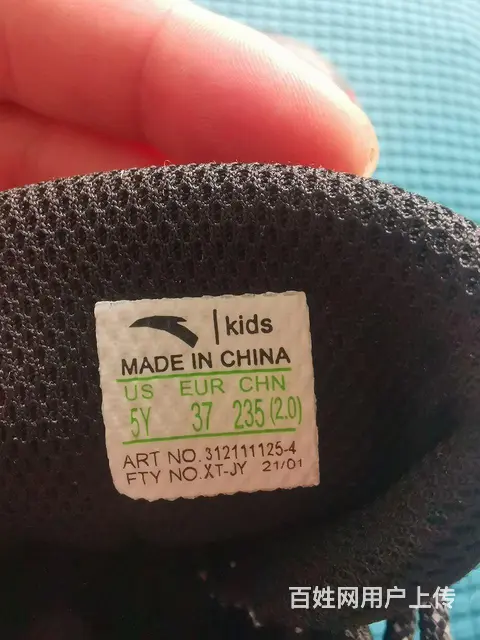 kids
MADE IN CHINA
US EUR CHN
5Y 37 235 (2.0)
ART NO. 312111125-4
FTY NO. XT-JY 21/01
百姓网用户上传